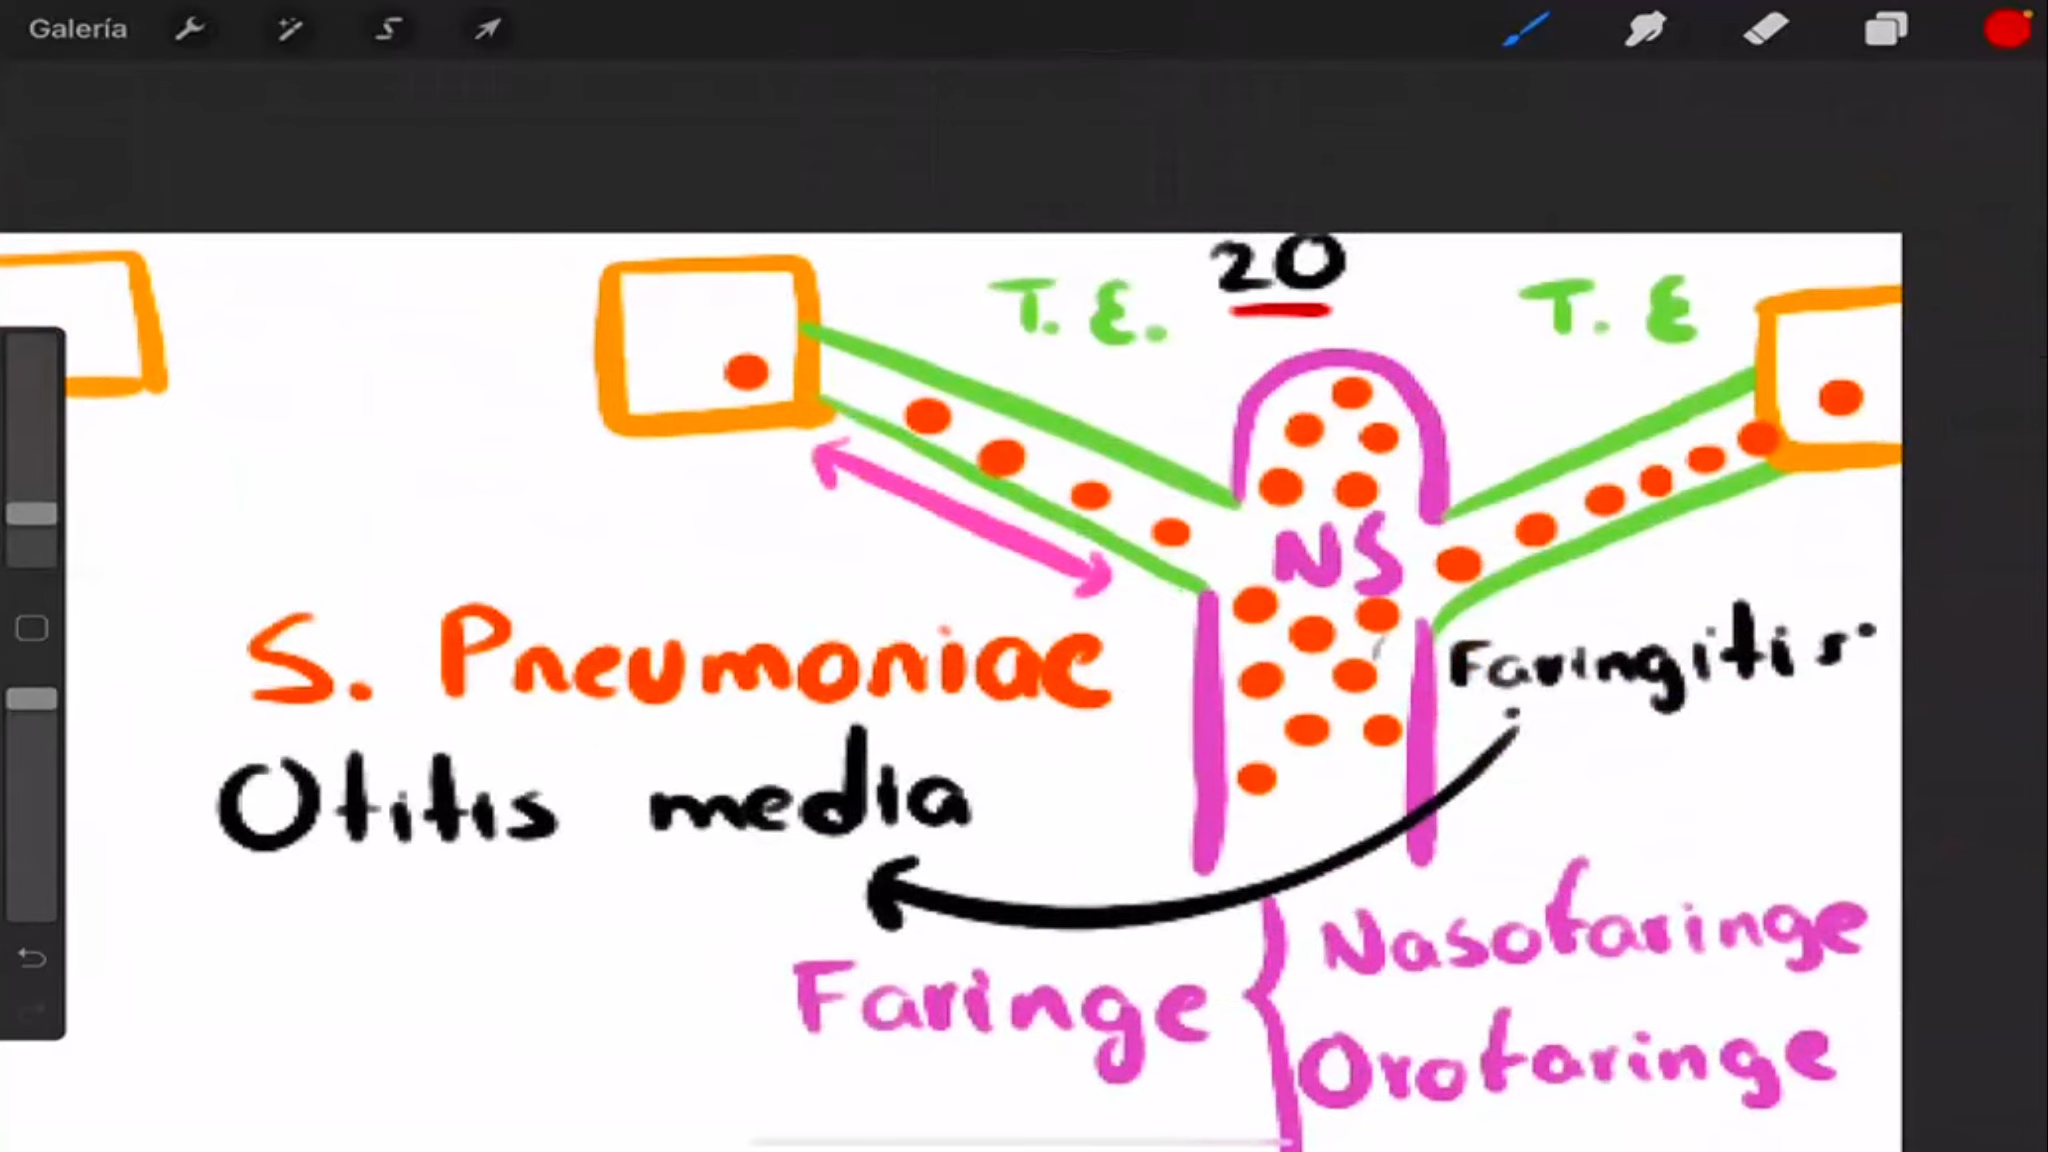 Galería
20
T.E. T.E
NS
S. Pneumoniae
Faringitis
Otitis media
Faringe
Nasofaringe
Orofaringe